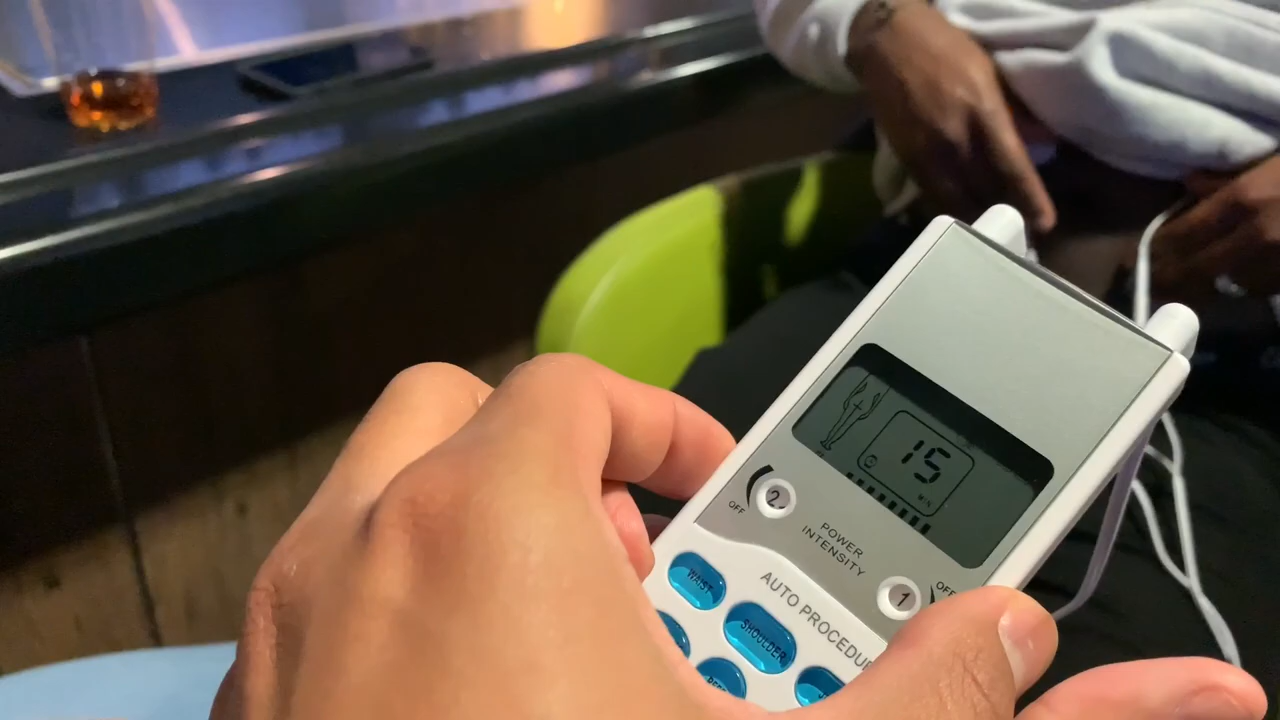 15
MIN
2
OFF
POWER
INTENSITY
1
OFF
WAIST
AUTO PROCEDU
SHOULDER